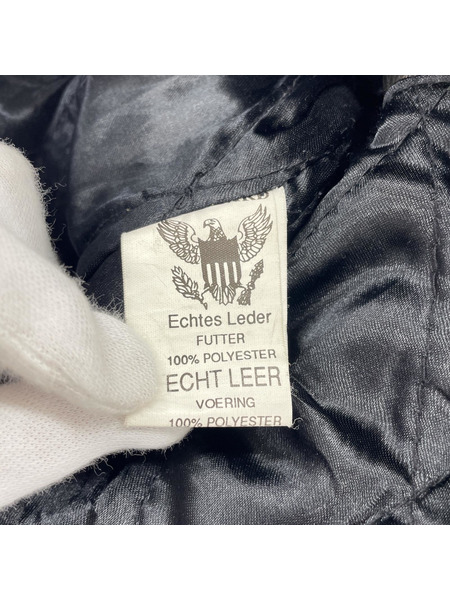 Echtes Leder
FUTTER
100% POLYESTER
ECHT LEER
VOERING
100% POLYESTER